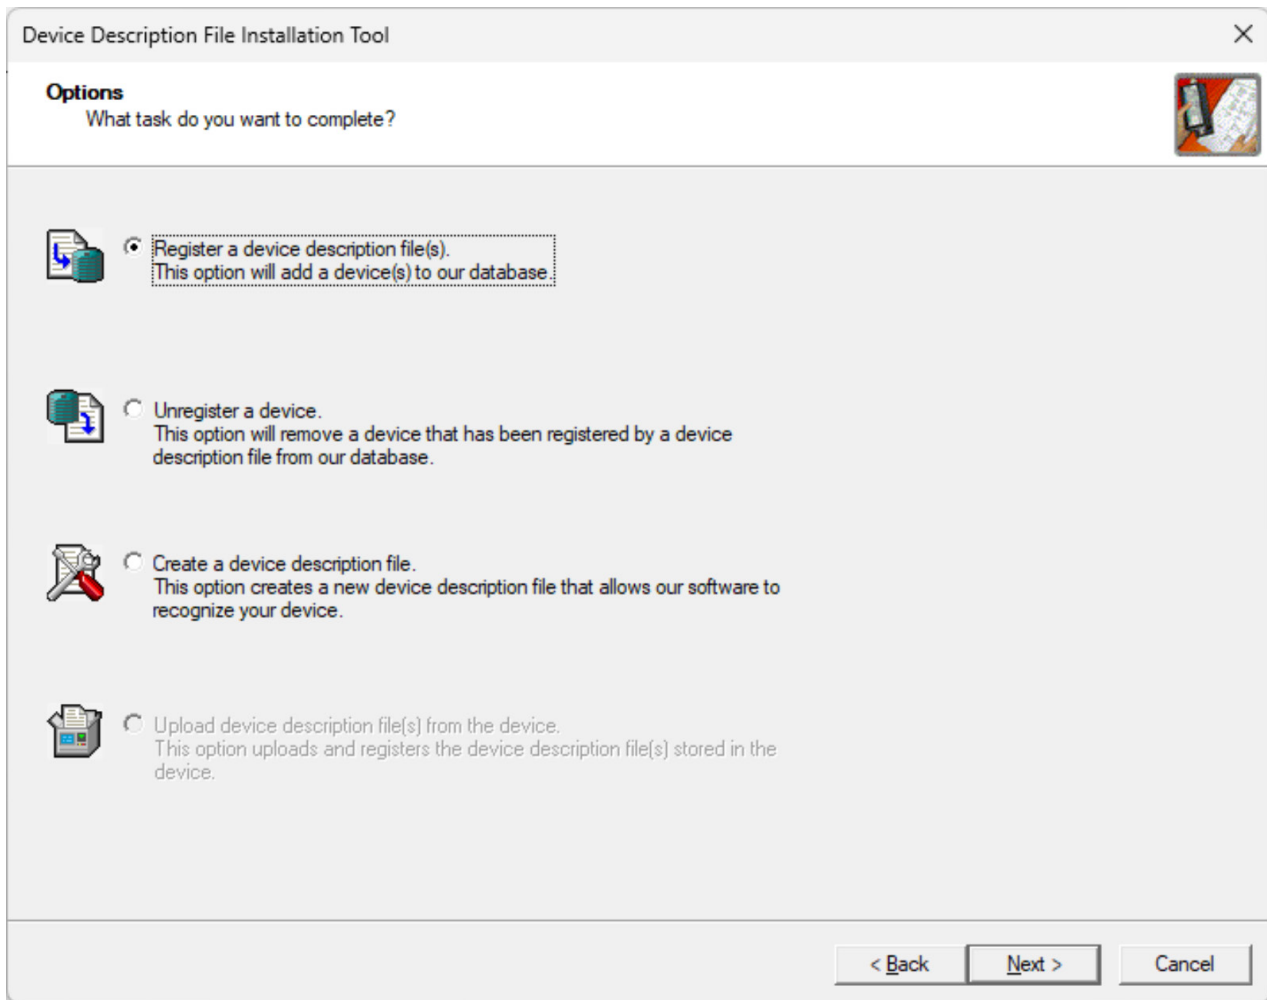 Device Description File Installation Tool
Options
What task do you want to complete?
Register a device description file(s).
This option will add a device(s) to our database.
Unregister a device.
This option will remove a device that has been registered by a device
description file from our database.
Create a device description file.
This option creates a new device description file that allows our software to
recognize your device.
Upload device description file(s) from the device.
This option uploads and registers the device description file(s) stored in the
device.
< Back Next > Cancel